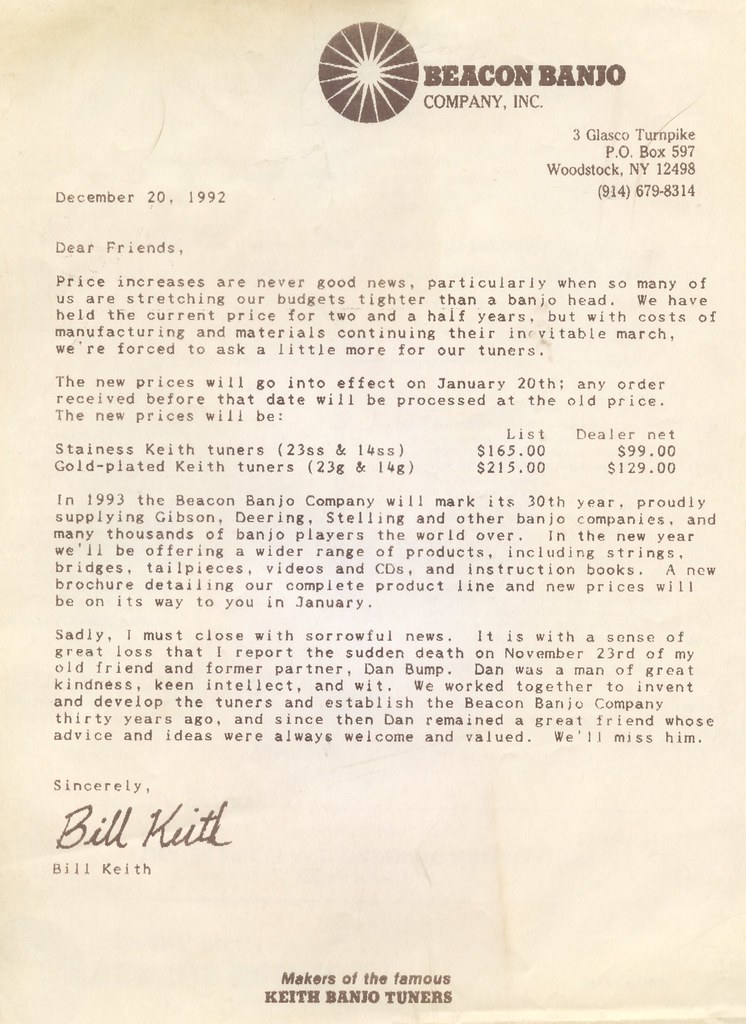 BEACON BANJO
COMPANY, INC.
3 Glasco Turnpike
P.O. Box 597
Woodstock, NY 12498
(914) 679-8314
December 20, 1992
Dear Friends,
Price increases are never good news, particularly when so many of
us are stretching our budgets tighter than a banjo head.  We have
held the current price for two and a half years, but with costs of
manufacturing and materials continuing their inevitable march,
we're forced to ask a little more for our tuners.
The new prices will go into effect on January 20th; any order
received before that date will be processed at the old price.
The new prices will be:
List Dealer net
Stainess Keith tuners (23ss & 14ss) $165.00 $99.00
Gold-plated Keith tuners (23g & 14g) $215.00 $129.00
In 1993 the Beacon Banjo Company will mark its 30th year, proudly
supplying Gibson, Deering, Stelling and other banjo companies, and
many thousands of banjo players the world over.  In the new year
we'll be offering a wider range of products, including strings,
bridges, tailpieces, videos and CDs, and instruction books.  A new
brochure detailing our complete product line and new prices will
be on its way to you in January.
Sadly, I must close with sorrowful news.  It is with a sense of
great loss that I report the sudden death on November 23rd of my
old friend and former partner, Dan Bump.  Dan was a man of great
kindness, keen intellect, and wit.  We worked together to invent
and develop the tuners and establish the Beacon Banjo Company
thirty years ago, and since then Dan remained a great friend whose
advice and ideas were always welcome and valued.  We'll miss him.
Sincerely,
Bill Keith
Bill Keith
Makers of the famous
KEITH BANJO TUNERS